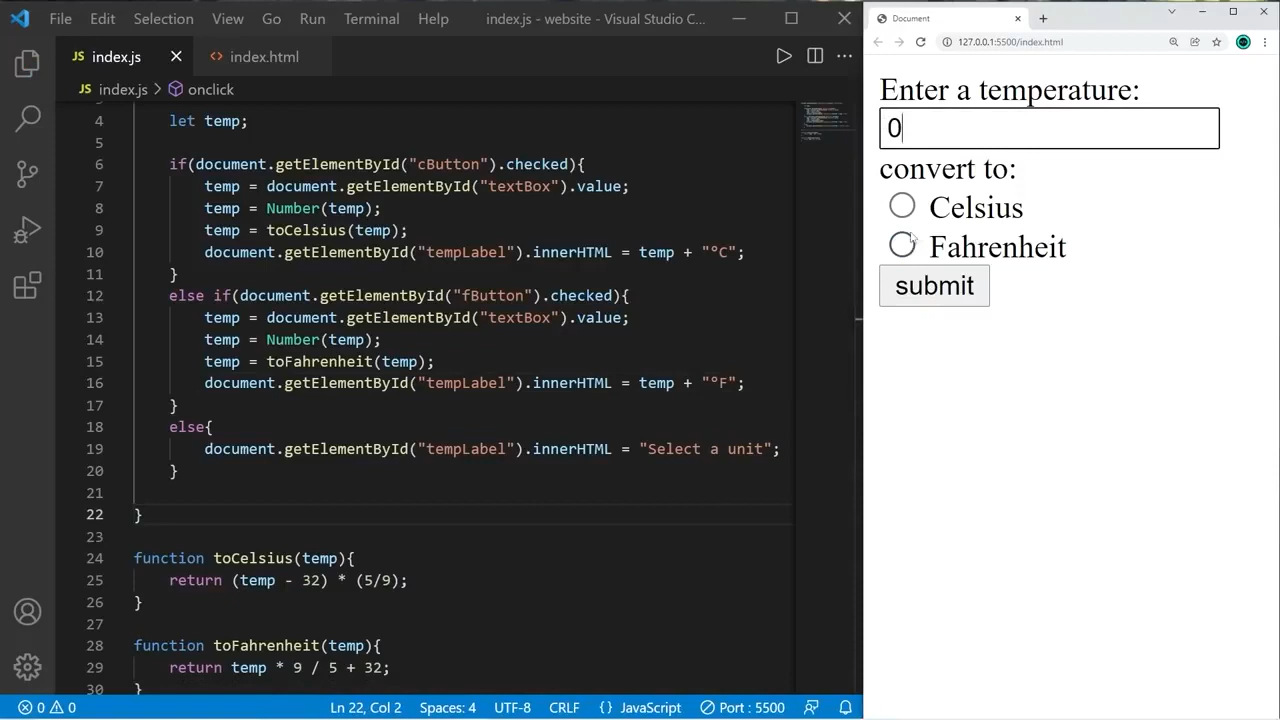 File Edit Selection View Go Run Terminal Help index.js - website - Visual Studio C...
JS index.js
<> index.html
JS index.js > onclick
4 let temp;
5
6 if(document.getElementById("cButton").checked){
7 temp = document.getElementById("textBox").value;
8 temp = Number(temp);
9 temp = toCelsius(temp);
10 document.getElementById("tempLabel").innerHTML = temp + "°C";
11 }
12 else if(document.getElementById("fButton").checked){
13 temp = document.getElementById("textBox").value;
14 temp = Number(temp);
15 temp = toFahrenheit(temp);
16 document.getElementById("tempLabel").innerHTML = temp + "°F";
17 }
18 else{
19 document.getElementById("tempLabel").innerHTML = "Select a unit";
20 }
21
22 }
23
24 function toCelsius(temp){
25 return (temp - 32) * (5/9);
26 }
27
28 function toFahrenheit(temp){
29 return temp * 9 / 5 + 32;
30 }
0 0 Ln 22, Col 2 Spaces: 4 UTF-8 CRLF {} JavaScript Port : 5500
Document
127.0.0.1:5500/index.html
Enter a temperature:
0
convert to:
Celsius
Fahrenheit
submit